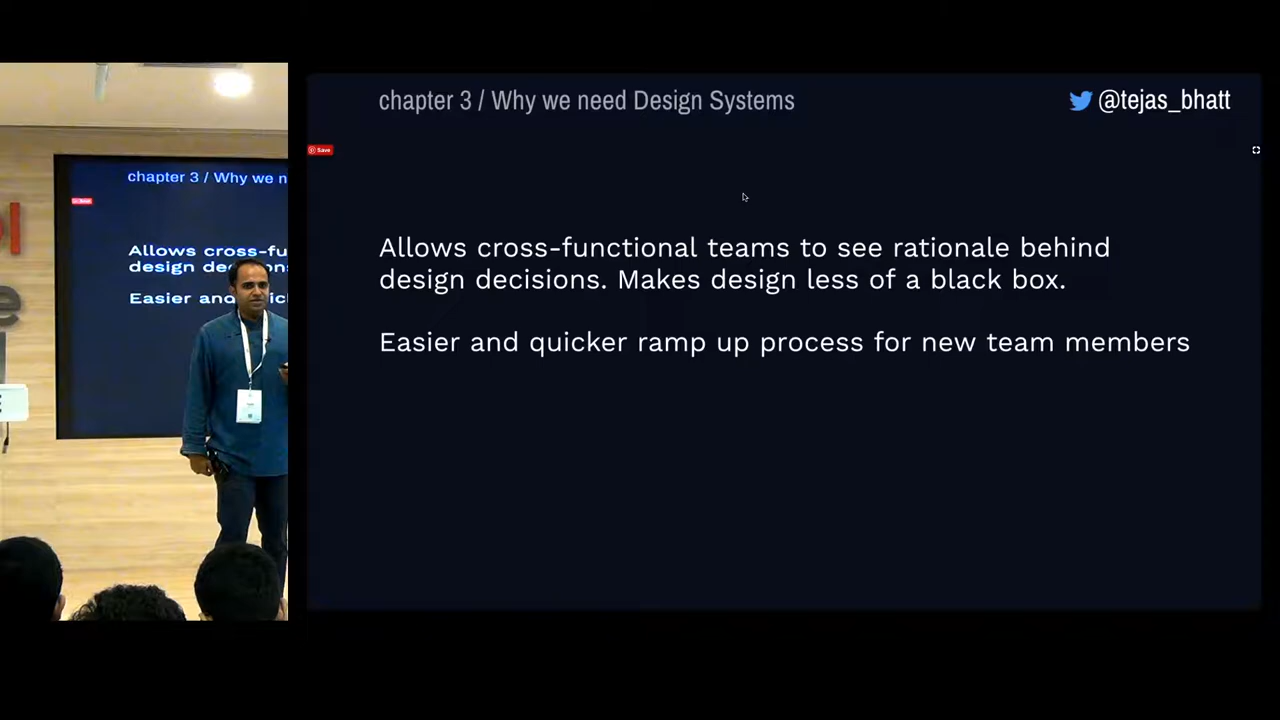 chapter 3 / Why we need Design Systems
@tejas_bhatt
Save
Allows cross-functional teams to see rationale behind
design decisions. Makes design less of a black box.
Easier and quicker ramp up process for new team members
chapter 3 / Why we n
Allows cross-fu
design dec
Easier and
E